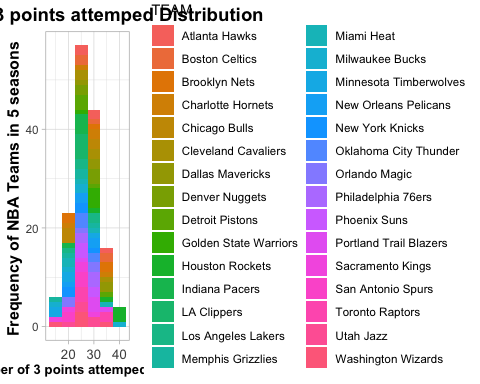 3 points attemped Distribution
TEAM
Atlanta Hawks
Boston Celtics
Brooklyn Nets
Charlotte Hornets
Chicago Bulls
Cleveland Cavaliers
Dallas Mavericks
Denver Nuggets
Detroit Pistons
Golden State Warriors
Houston Rockets
Indiana Pacers
LA Clippers
Los Angeles Lakers
Memphis Grizzlies
Miami Heat
Milwaukee Bucks
Minnesota Timberwolves
New Orleans Pelicans
New York Knicks
Oklahoma City Thunder
Orlando Magic
Philadelphia 76ers
Phoenix Suns
Portland Trail Blazers
Sacramento Kings
San Antonio Spurs
Toronto Raptors
Utah Jazz
Washington Wizards
Frequency of NBA Teams in 5 seasons
40
20
0
20 30 40
er of 3 points attemped